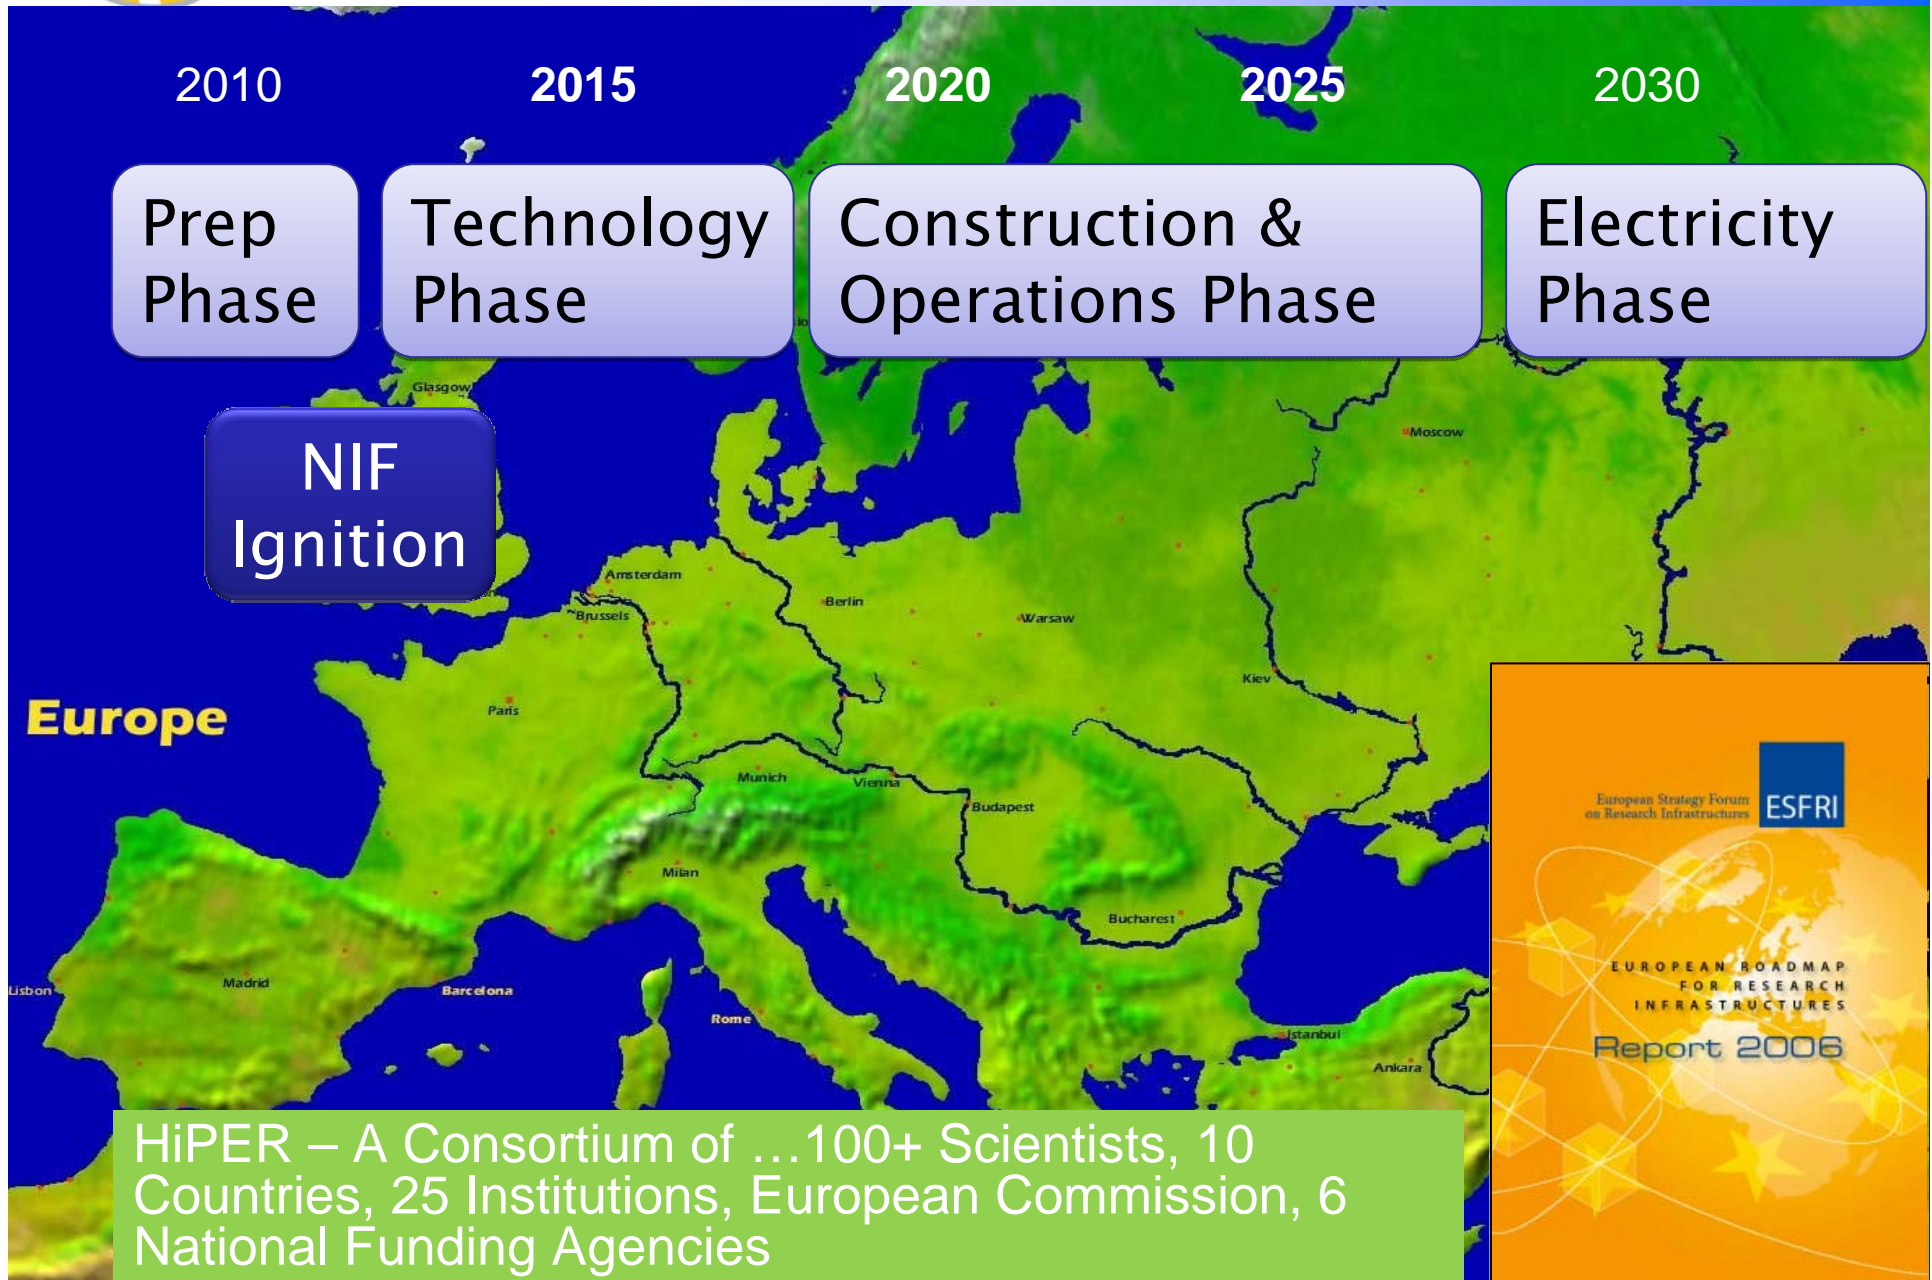 2010 2015 2020 2025 2030
Prep
Phase
Technology
Phase
Construction &
Operations Phase
Electricity
Phase
Glasgow
Moscow
NIF
Ignition
Amsterdam
Berlin
Brussels
Warsaw
Kiev
Europe
Paris
Munich
Vienna
Budapest
Milan
Bucharest
Madrid
Lisbon
Barcelona
Rome
Istanbul
Ankara
European Strategy Forum
on Research Infrastructures
ESFRI
EUROPEAN ROADMAP
FOR RESEARCH
INFRASTRUCTURES
Report 2006
HiPER – A Consortium of …100+ Scientists, 10
Countries, 25 Institutions, European Commission, 6
National Funding Agencies